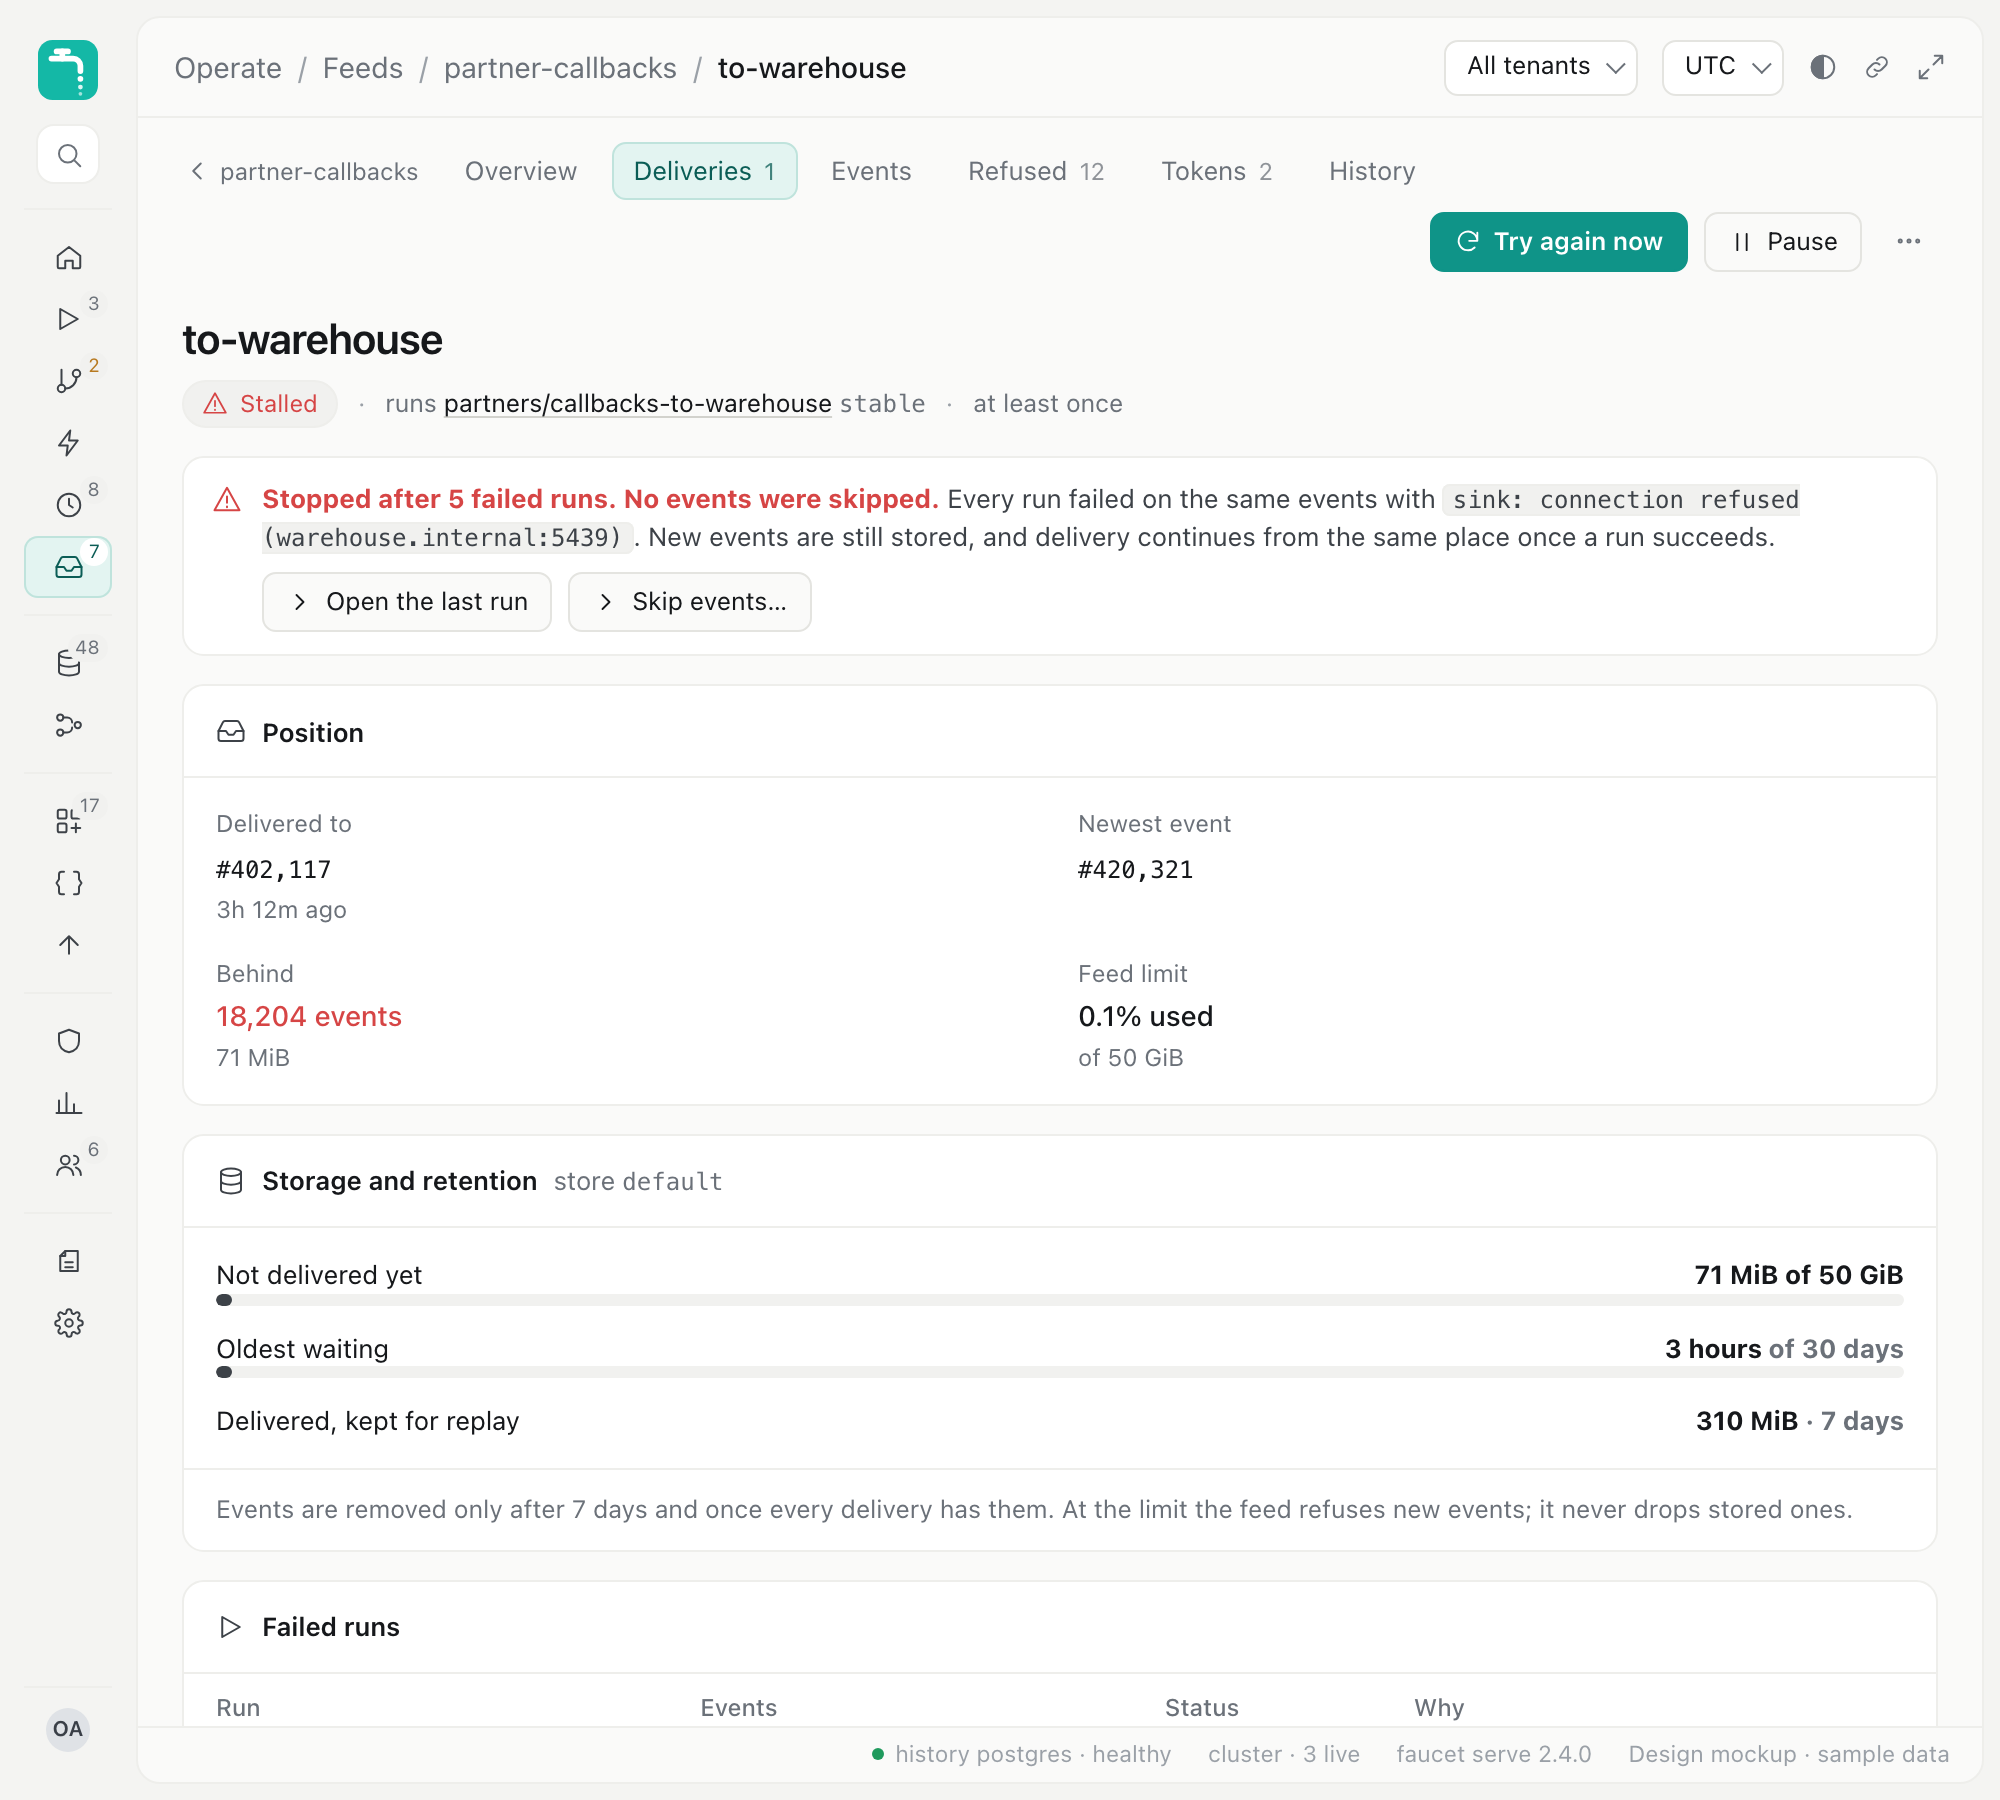 Operate / Feeds / partner-callbacks / to-warehouse
All tenants
UTC
partner-callbacks
Overview
Deliveries 1
Events
Refused 12
Tokens 2
History
Try again now
Pause
3
2
8
7
48
17
6
OA
to-warehouse
Stalled · runs partners/callbacks-to-warehouse stable · at least once
Stopped after 5 failed runs. No events were skipped. Every run failed on the same events with sink: connection refused
(warehouse.internal:5439). New events are still stored, and delivery continues from the same place once a run succeeds.
Open the last run
Skip events…
Position
Delivered to
#402,117
3h 12m ago
Newest event
#420,321
Behind
18,204 events
71 MiB
Feed limit
0.1% used
of 50 GiB
Storage and retention store default
Not delivered yet 71 MiB of 50 GiB
Oldest waiting 3 hours of 30 days
Delivered, kept for replay 310 MiB · 7 days
Events are removed only after 7 days and once every delivery has them. At the limit the feed refuses new events; it never drops stored ones.
Failed runs
Run Events Status Why
history postgres · healthy cluster · 3 live faucet serve 2.4.0 Design mockup · sample data